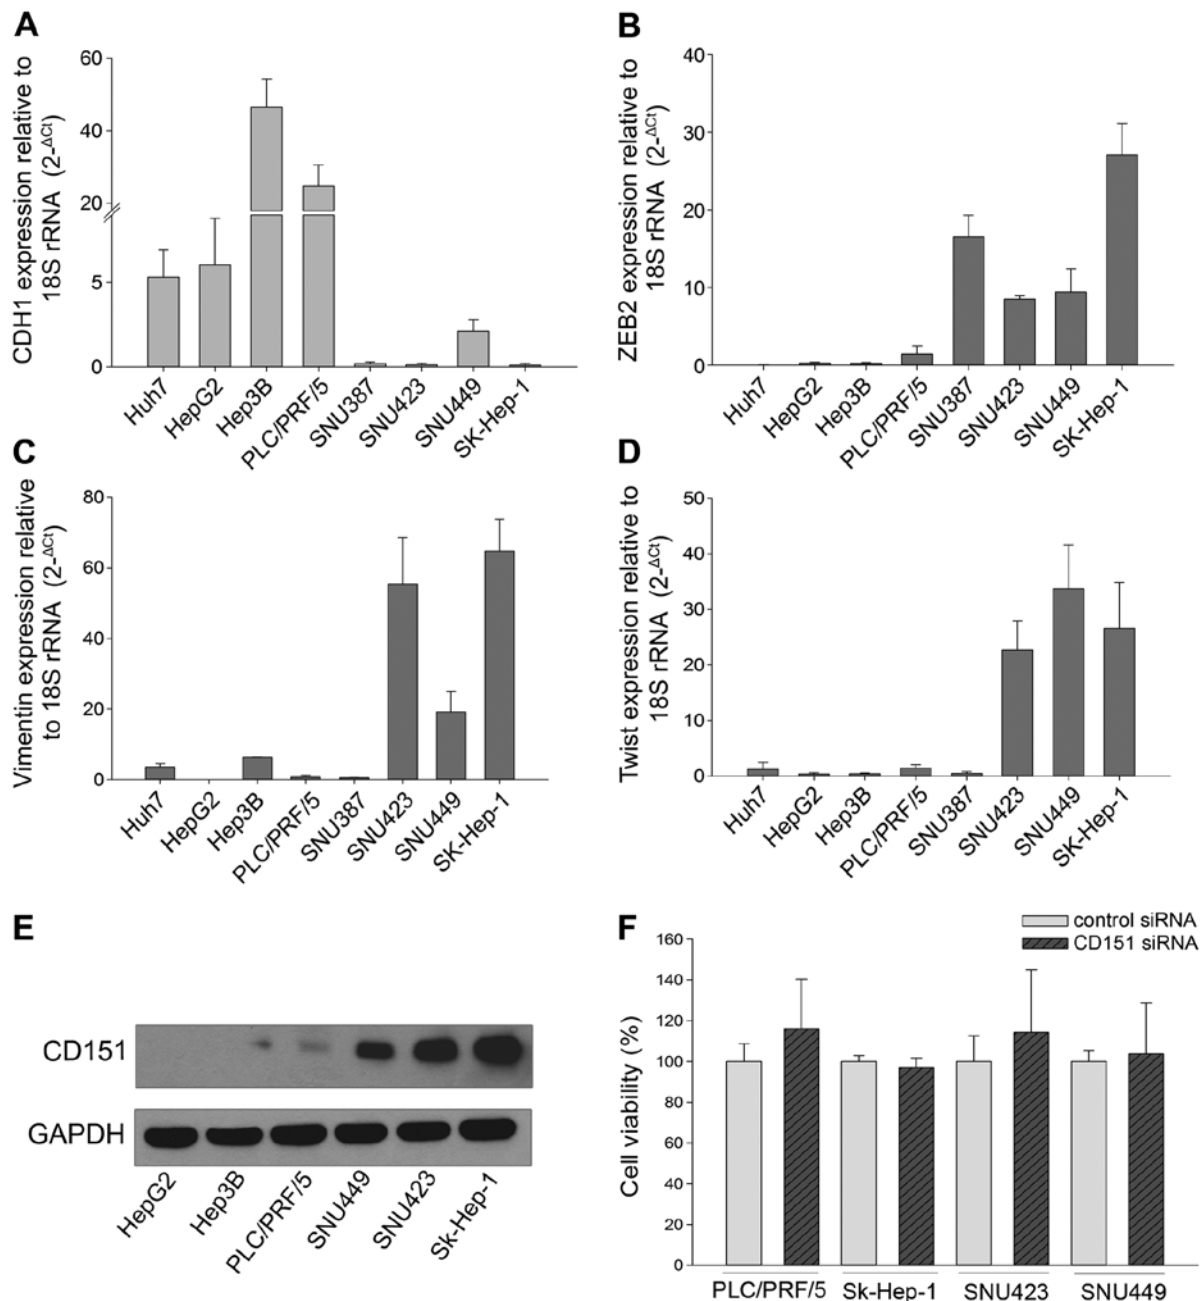 A
CDH1 expression relative to
18S rRNA (2-ΔCt)
60
40
20
5
0
Huh7
HepG2
Hep3B
PLC/PRF/5
SNU387
SNU423
SNU449
SK-Hep-1
B
ZEB2 expression relative to
18S rRNA (2-ΔCt)
40
30
20
10
0
Huh7
HepG2
Hep3B
PLC/PRF/5
SNU387
SNU423
SNU449
SK-Hep-1
C
Vimentin expression relative
to 18S rRNA (2-ΔCt)
80
60
40
20
0
Huh7
HepG2
Hep3B
PLC/PRF/5
SNU387
SNU423
SNU449
SK-Hep-1
D
Twist expression relative to
18S rRNA (2-ΔCt)
50
40
30
20
10
0
Huh7
HepG2
Hep3B
PLC/PRF/5
SNU387
SNU423
SNU449
SK-Hep-1
E
CD151
GAPDH
HepG2
Hep3B
PLC/PRF/5
SNU449
SNU423
Sk-Hep-1
F
control siRNA
CD151 siRNA
Cell viability (%)
160
140
120
100
80
60
40
20
0
PLC/PRF/5
Sk-Hep-1
SNU423
SNU449